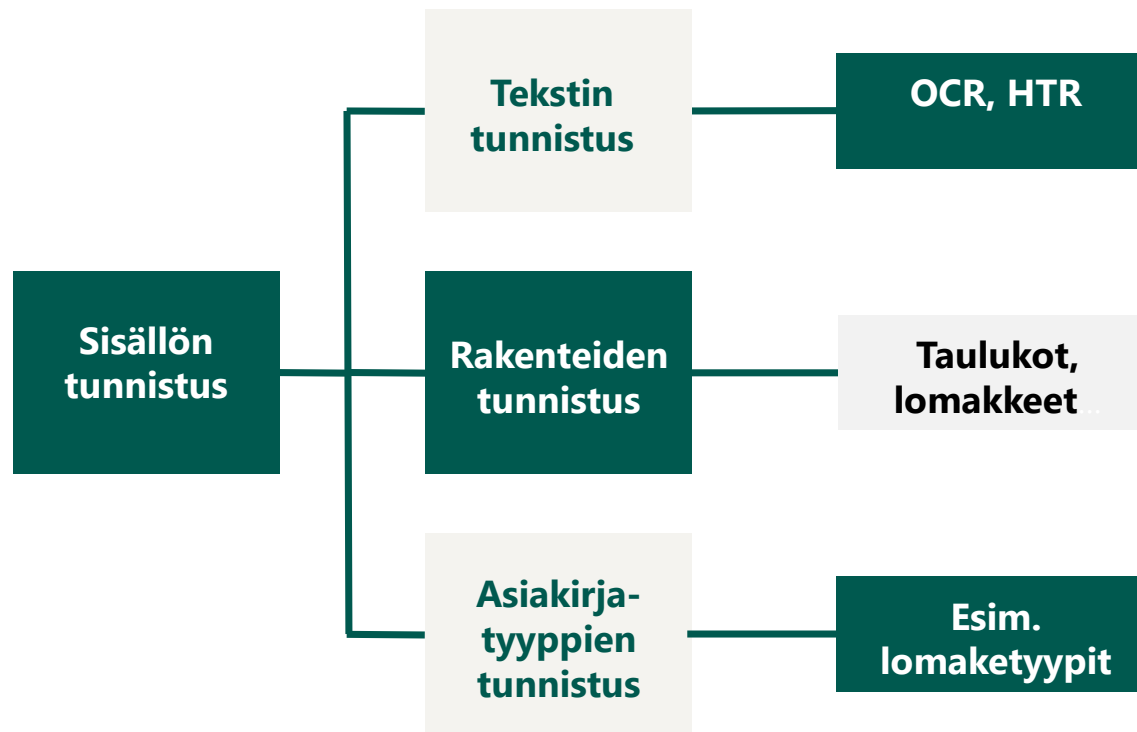 Tekstin
tunnistus
OCR, HTR
Sisällön
tunnistus
Rakenteiden
tunnistus
Taulukot,
lomakkeet...
Asiakirja-
tyyppien
tunnistus
Esim.
lomaketyypit